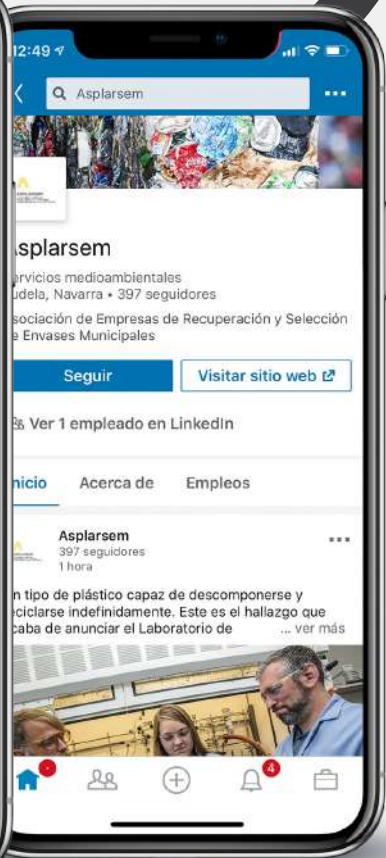 12:49
Asplarsem
splarsem
ervicios medioambientales
udela, Navarra • 397 seguidores
sociación de Empresas de Recuperación y Selección
e Envases Municipales
Seguir
Visitar sitio web
Ver 1 empleado en LinkedIn
nicio
Acerca de
Empleos
Asplarsem
397 seguidores
1 hora
n tipo de plástico capaz de descomponerse y
eciclarse indefinidamente. Este es el hallazgo que
caba de anunciar el Laboratorio de ... ver más
4